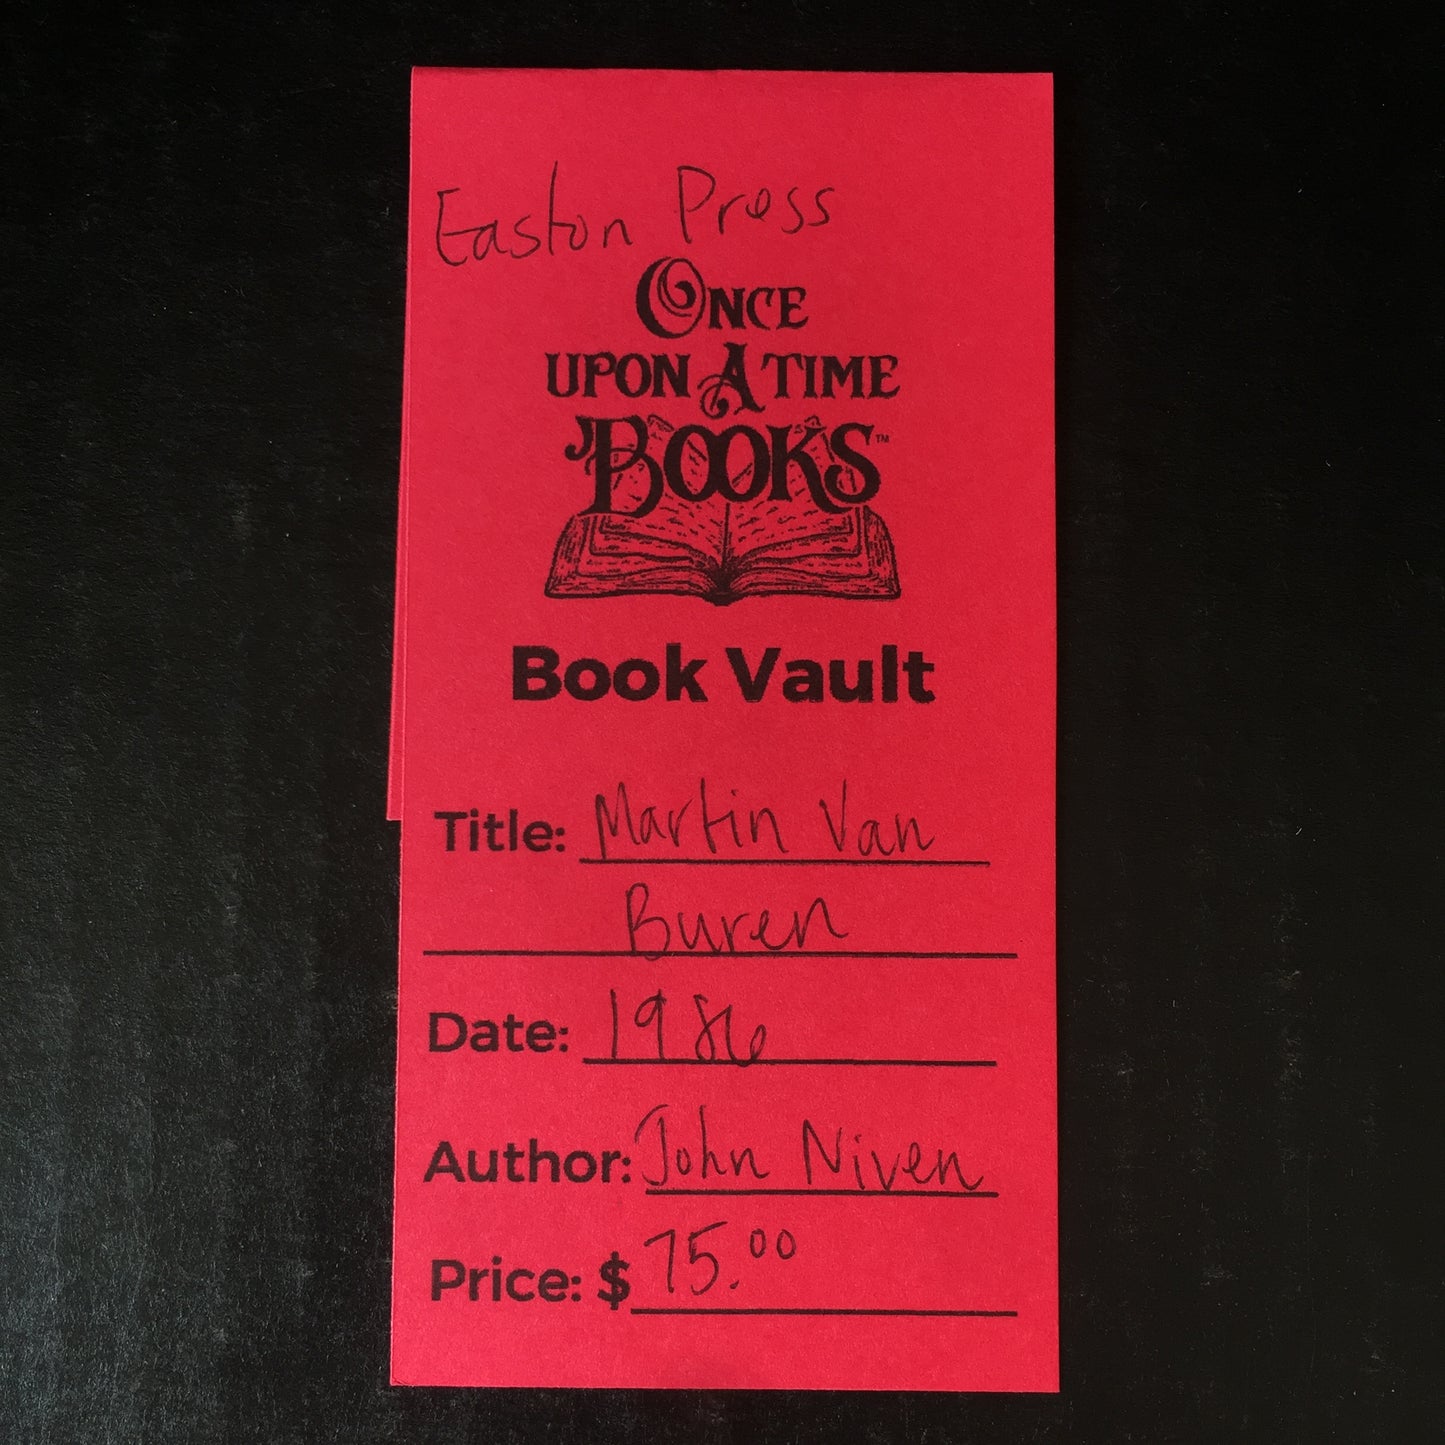 Easton Press
ONCE
UPON A TIME
BOOKS™
Book Vault
Title: Martin Van
Buren
Date: 1986
Author: John Niven
Price: $ 75.00